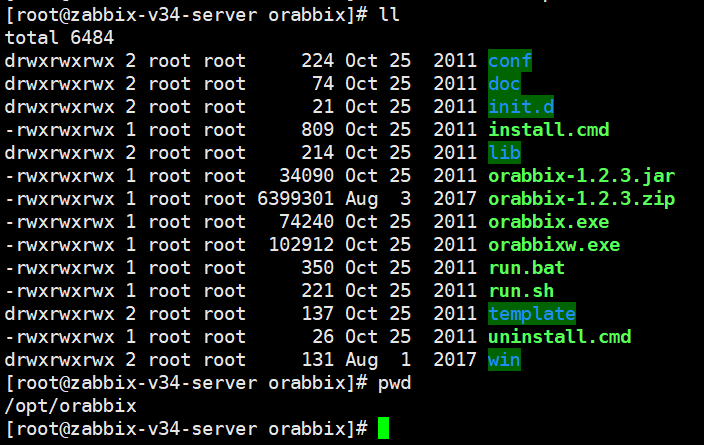 [root@zabbix-v34-server orabbix]# ll
total 6484
drwxrwxrwx 2 root root     224 Oct 25  2011 conf
drwxrwxrwx 2 root root      74 Oct 25  2011 doc
drwxrwxrwx 2 root root      21 Oct 25  2011 init.d
-rwxrwxrwx 1 root root     809 Oct 25  2011 install.cmd
drwxrwxrwx 2 root root     214 Oct 25  2011 lib
-rwxrwxrwx 1 root root   34090 Oct 25  2011 orabbix-1.2.3.jar
-rwxrwxrwx 1 root root 6399301 Aug  3  2017 orabbix-1.2.3.zip
-rwxrwxrwx 1 root root   74240 Oct 25  2011 orabbix.exe
-rwxrwxrwx 1 root root  102912 Oct 25  2011 orabbixw.exe
-rwxrwxrwx 1 root root     350 Oct 25  2011 run.bat
-rwxrwxrwx 1 root root     221 Oct 25  2011 run.sh
drwxrwxrwx 2 root root     137 Oct 25  2011 template
-rwxrwxrwx 1 root root      26 Oct 25  2011 uninstall.cmd
drwxrwxrwx 2 root root     131 Aug  1  2017 win
[root@zabbix-v34-server orabbix]# pwd
/opt/orabbix
[root@zabbix-v34-server orabbix]#